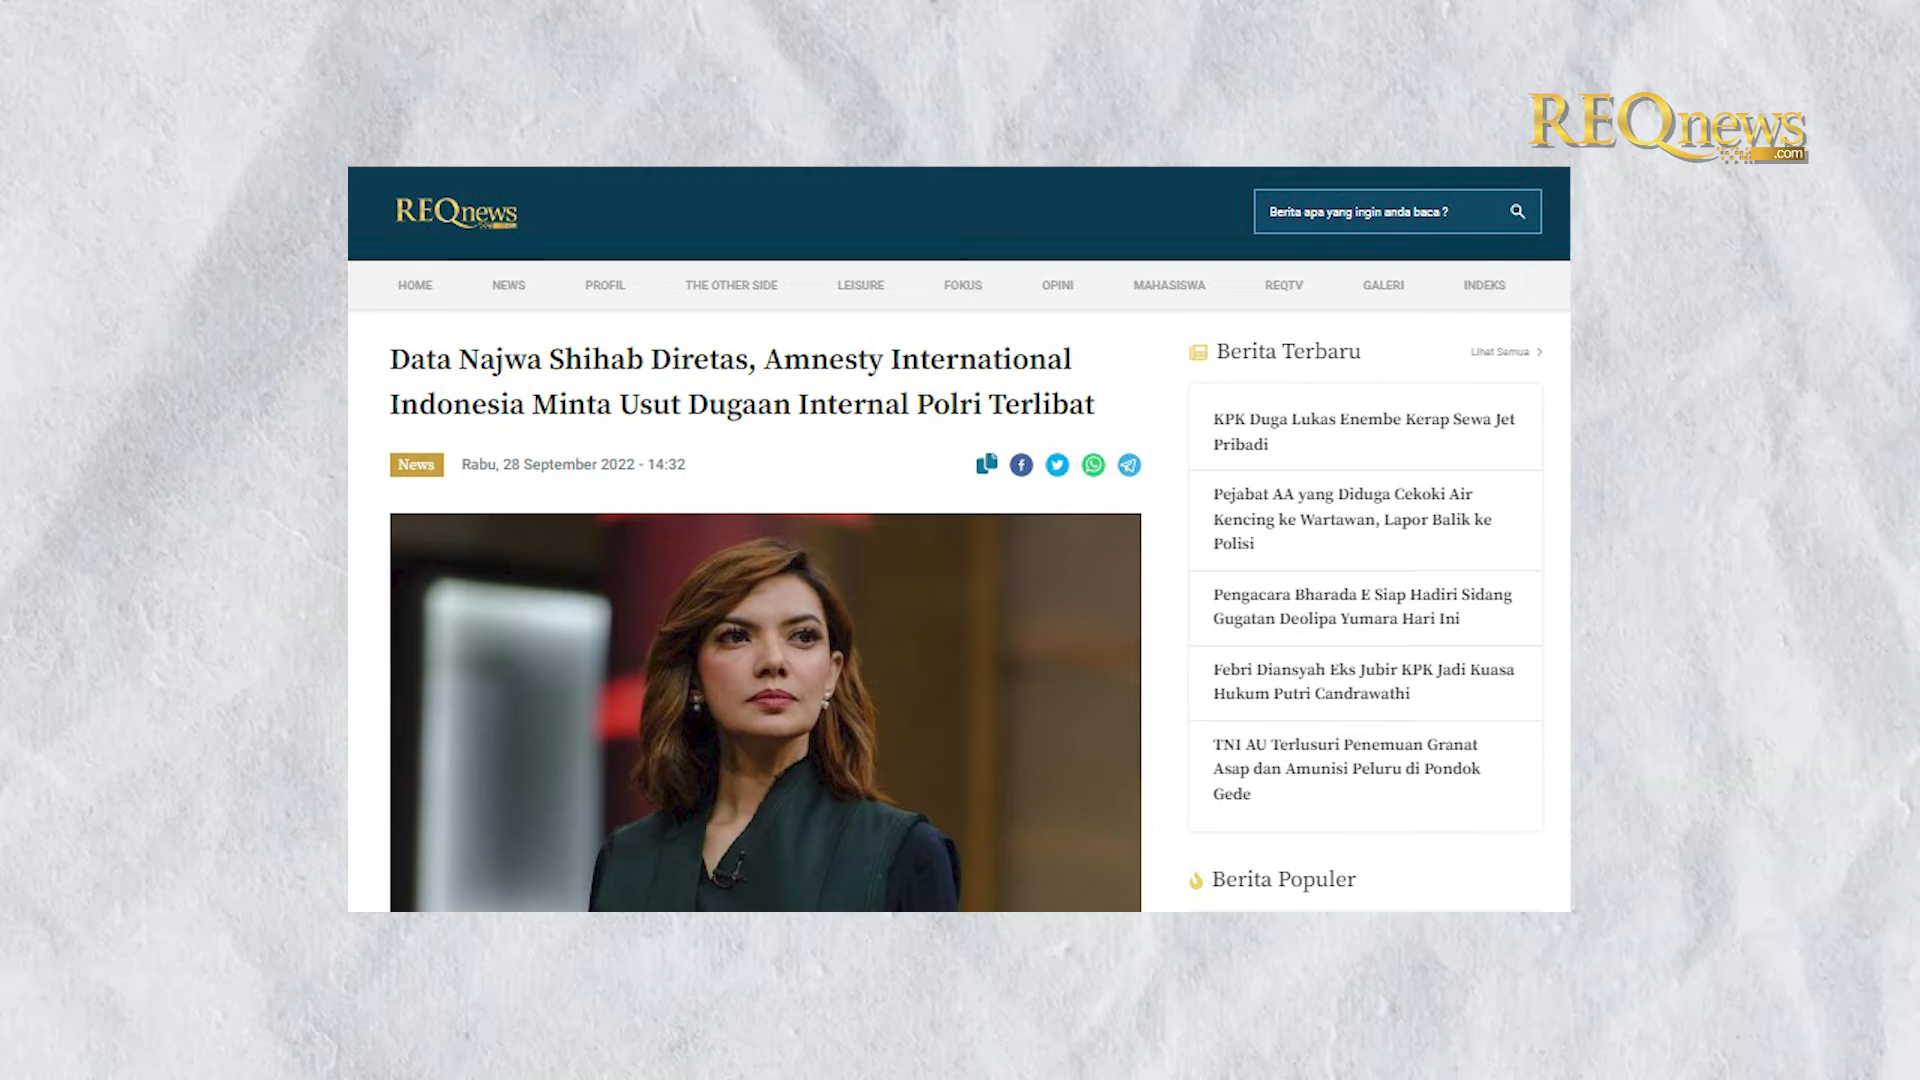 REQnews
.com
REQnews
Berita apa yang ingin anda baca ?
HOME
NEWS
PROFIL
THE OTHER SIDE
LEISURE
FOKUS
OPINI
MAHASISWA
REQTV
GALERI
INDEKS
Data Najwa Shihab Diretas, Amnesty International
Indonesia Minta Usut Dugaan Internal Polri Terlibat
News
Rabu, 28 September 2022 - 14:32
Berita Terbaru
Lihat Semua
KPK Duga Lukas Enembe Kerap Sewa Jet
Pribadi
Pejabat AA yang Diduga Cekoki Air
Kencing ke Wartawan, Lapor Balik ke
Polisi
Pengacara Bharada E Siap Hadiri Sidang
Gugatan Deolipa Yumara Hari Ini
Febri Diansyah Eks Jubir KPK Jadi Kuasa
Hukum Putri Candrawathi
TNI AU Terlusuri Penemuan Granat
Asap dan Amunisi Peluru di Pondok
Gede
Berita Populer